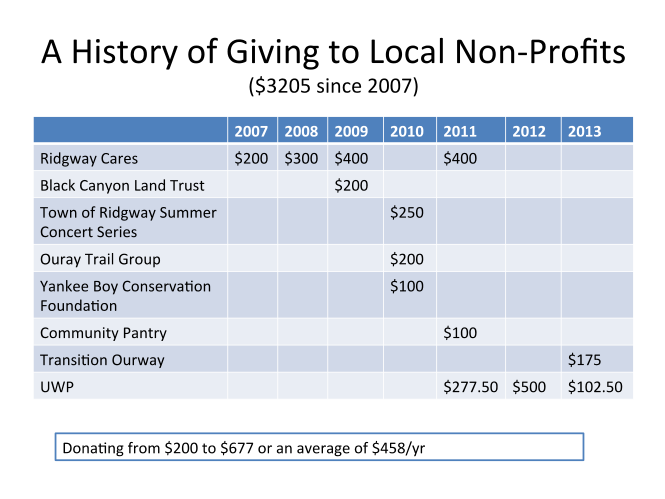 A History of Giving to Local Non-Profits
($3205 since 2007)
2007 2008 2009 2010 2011 2012 2013
Ridgway Cares $200 $300 $400 $400
Black Canyon Land Trust $200
Town of Ridgway Summer $250
Concert Series
Ouray Trail Group $200
Yankee Boy Conservation $100
Foundation
Community Pantry $100
Transition Ourway $175
UWP $277.50 $500 $102.50
Donating from $200 to $677 or an average of $458/yr